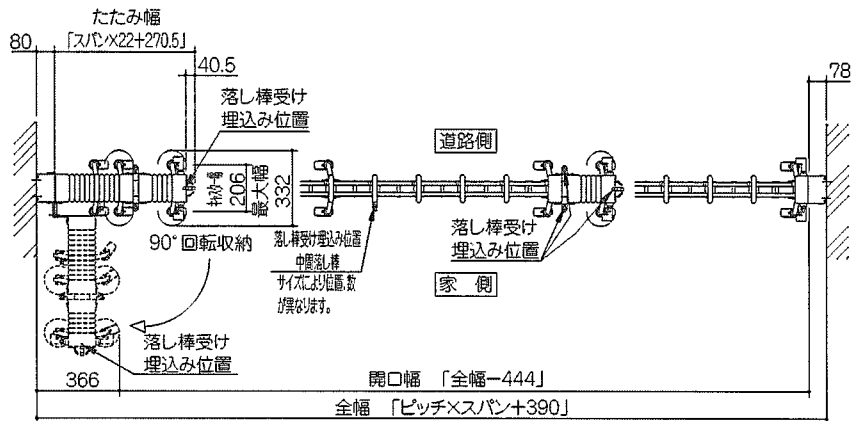 たたみ幅
80
「スパン×22+270.5」
40.5
78
落し棒受け
埋込み位置
道路側
キャスター幅
206
最大幅
332
90°回転収納
落し棒受け埋込み位置
中間落し棒
サイズにより位置、数
が異なります。
落し棒受け
埋込み位置
家 側
落し棒受け
埋込み位置
366
開口幅 「全幅-444」
全幅 「ピッチ×スパン+390」